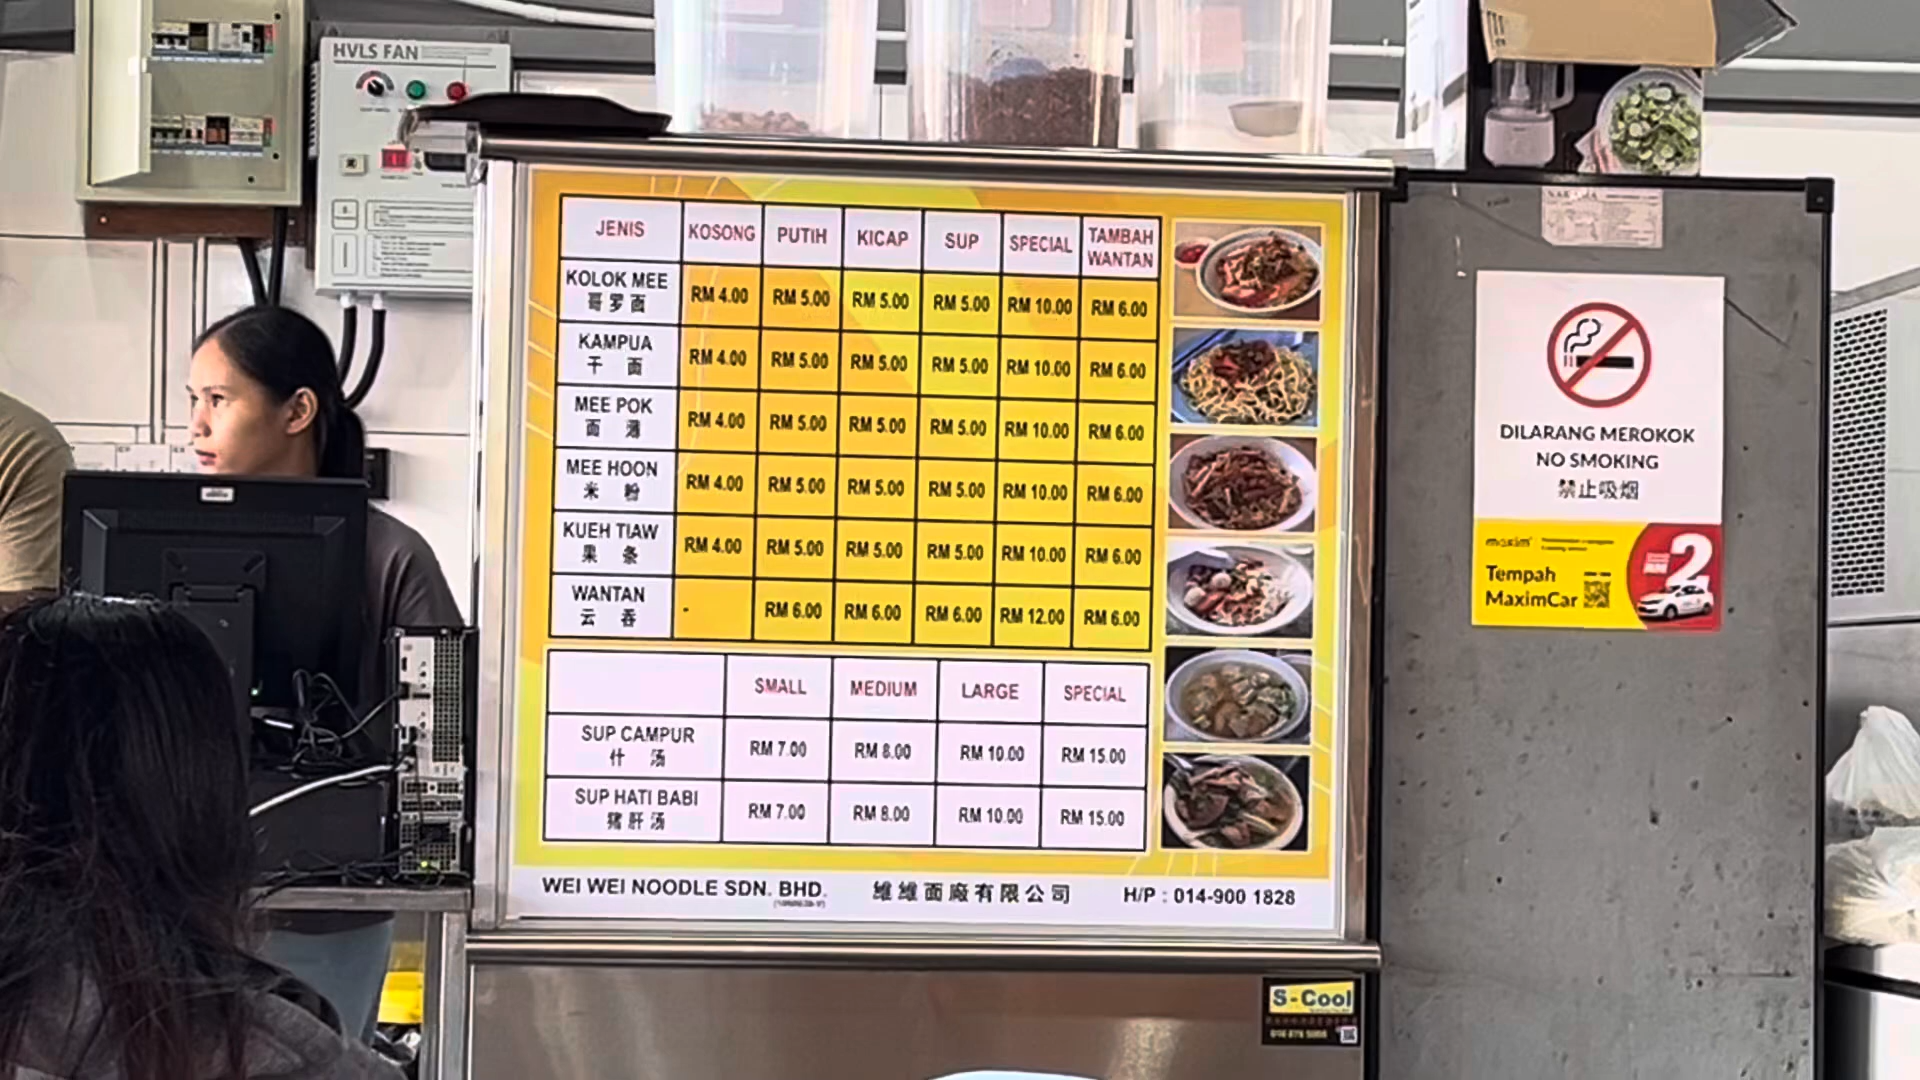 HVLS FAN
JENIS KOSONG PUTIH KICAP SUP SPECIAL TAMBAH WANTAN
KOLOK MEE 哥罗面 RM 4.00 RM 5.00 RM 5.00 RM 5.00 RM 10.00 RM 6.00
KAMPUA 干面 RM 4.00 RM 5.00 RM 5.00 RM 5.00 RM 10.00 RM 6.00
MEE POK 面薄 RM 4.00 RM 5.00 RM 5.00 RM 5.00 RM 10.00 RM 6.00
MEE HOON 米粉 RM 4.00 RM 5.00 RM 5.00 RM 5.00 RM 10.00 RM 6.00
KUEH TIAW 果条 RM 4.00 RM 5.00 RM 5.00 RM 5.00 RM 10.00 RM 6.00
WANTAN 云吞 - RM 6.00 RM 6.00 RM 6.00 RM 12.00 RM 6.00
SMALL MEDIUM LARGE SPECIAL
SUP CAMPUR 什汤 RM 7.00 RM 8.00 RM 10.00 RM 15.00
SUP HATI BABI 猪肝汤 RM 7.00 RM 8.00 RM 10.00 RM 15.00
WEI WEI NOODLE SDN. BHD. 維維面廠有限公司 H/P : 014-900 1828
S-Cool
DILARANG MEROKOK
NO SMOKING
禁止吸烟
maxim
Tempah
MaximCar
RM 2